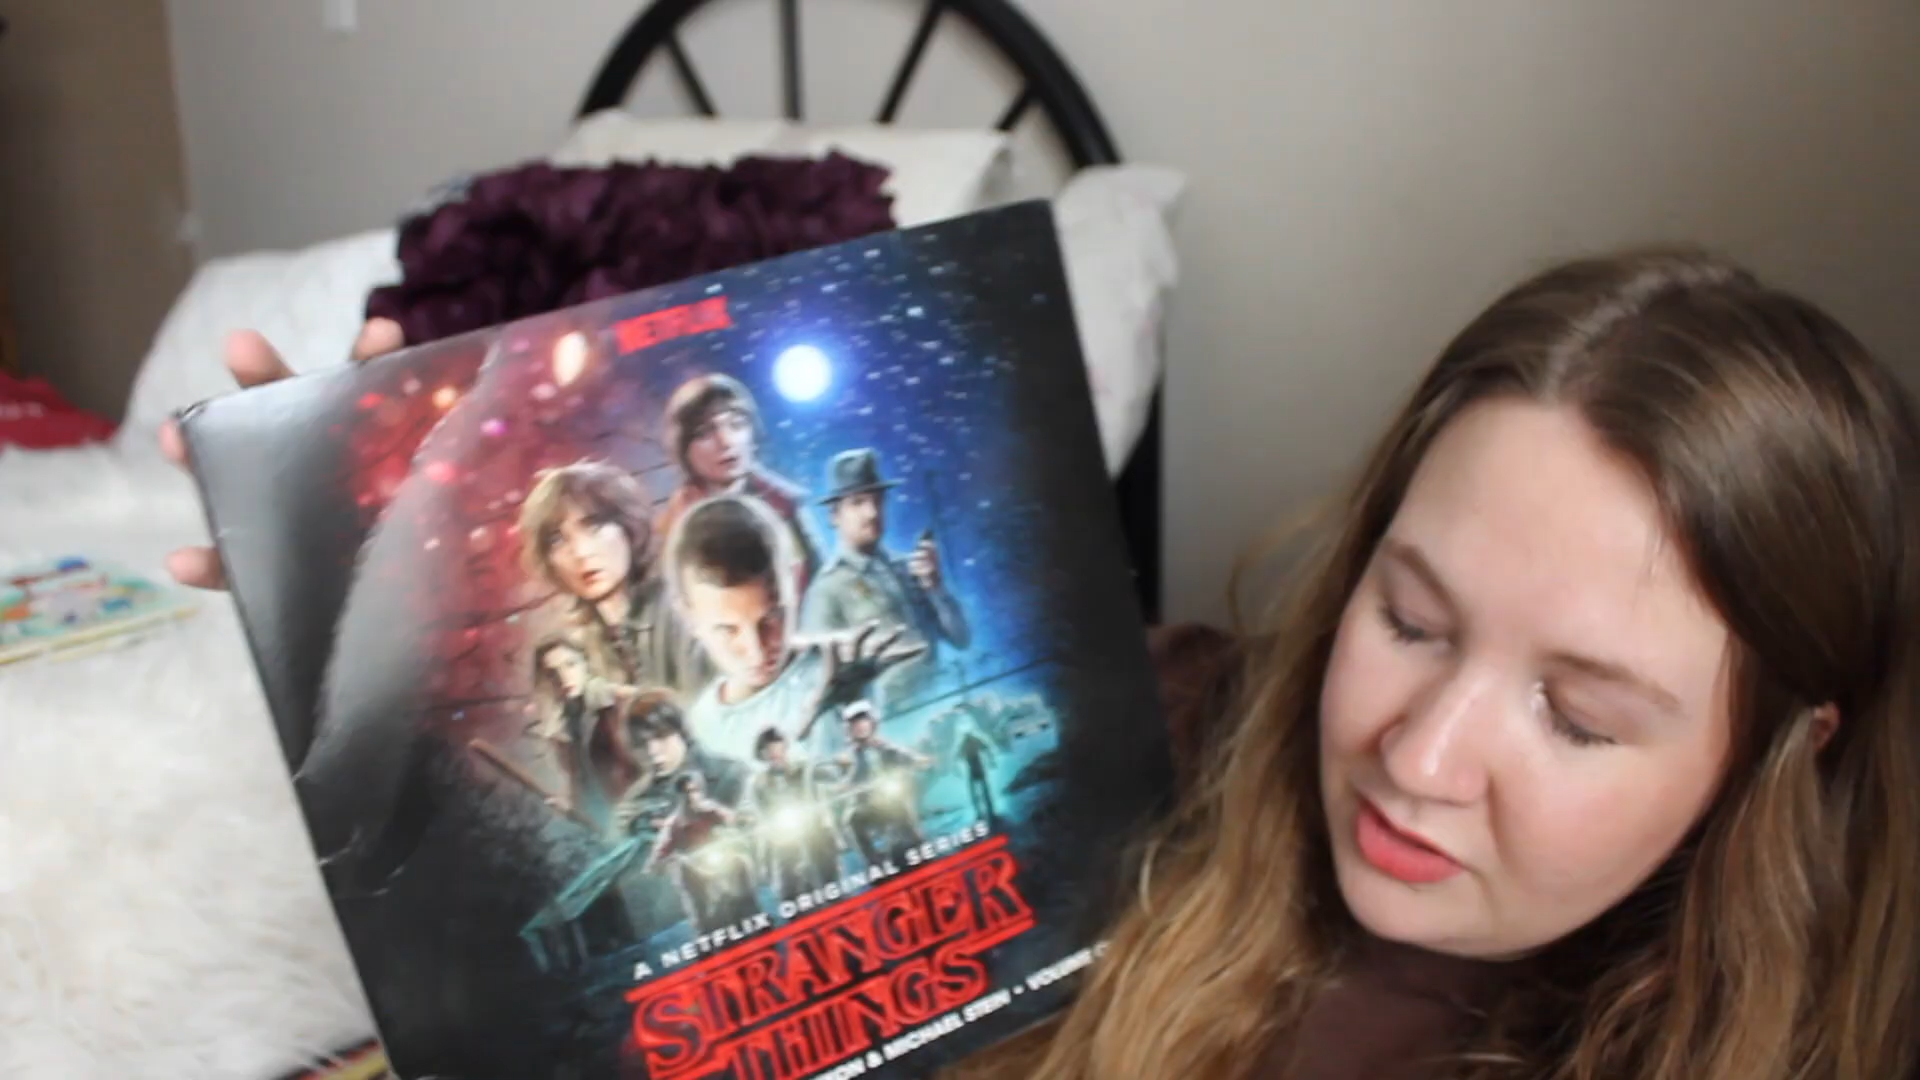 NETFLIX
A NETFLIX ORIGINAL SERIES
STRANGER
THINGS
& MICHAEL STEIN • VOLUME